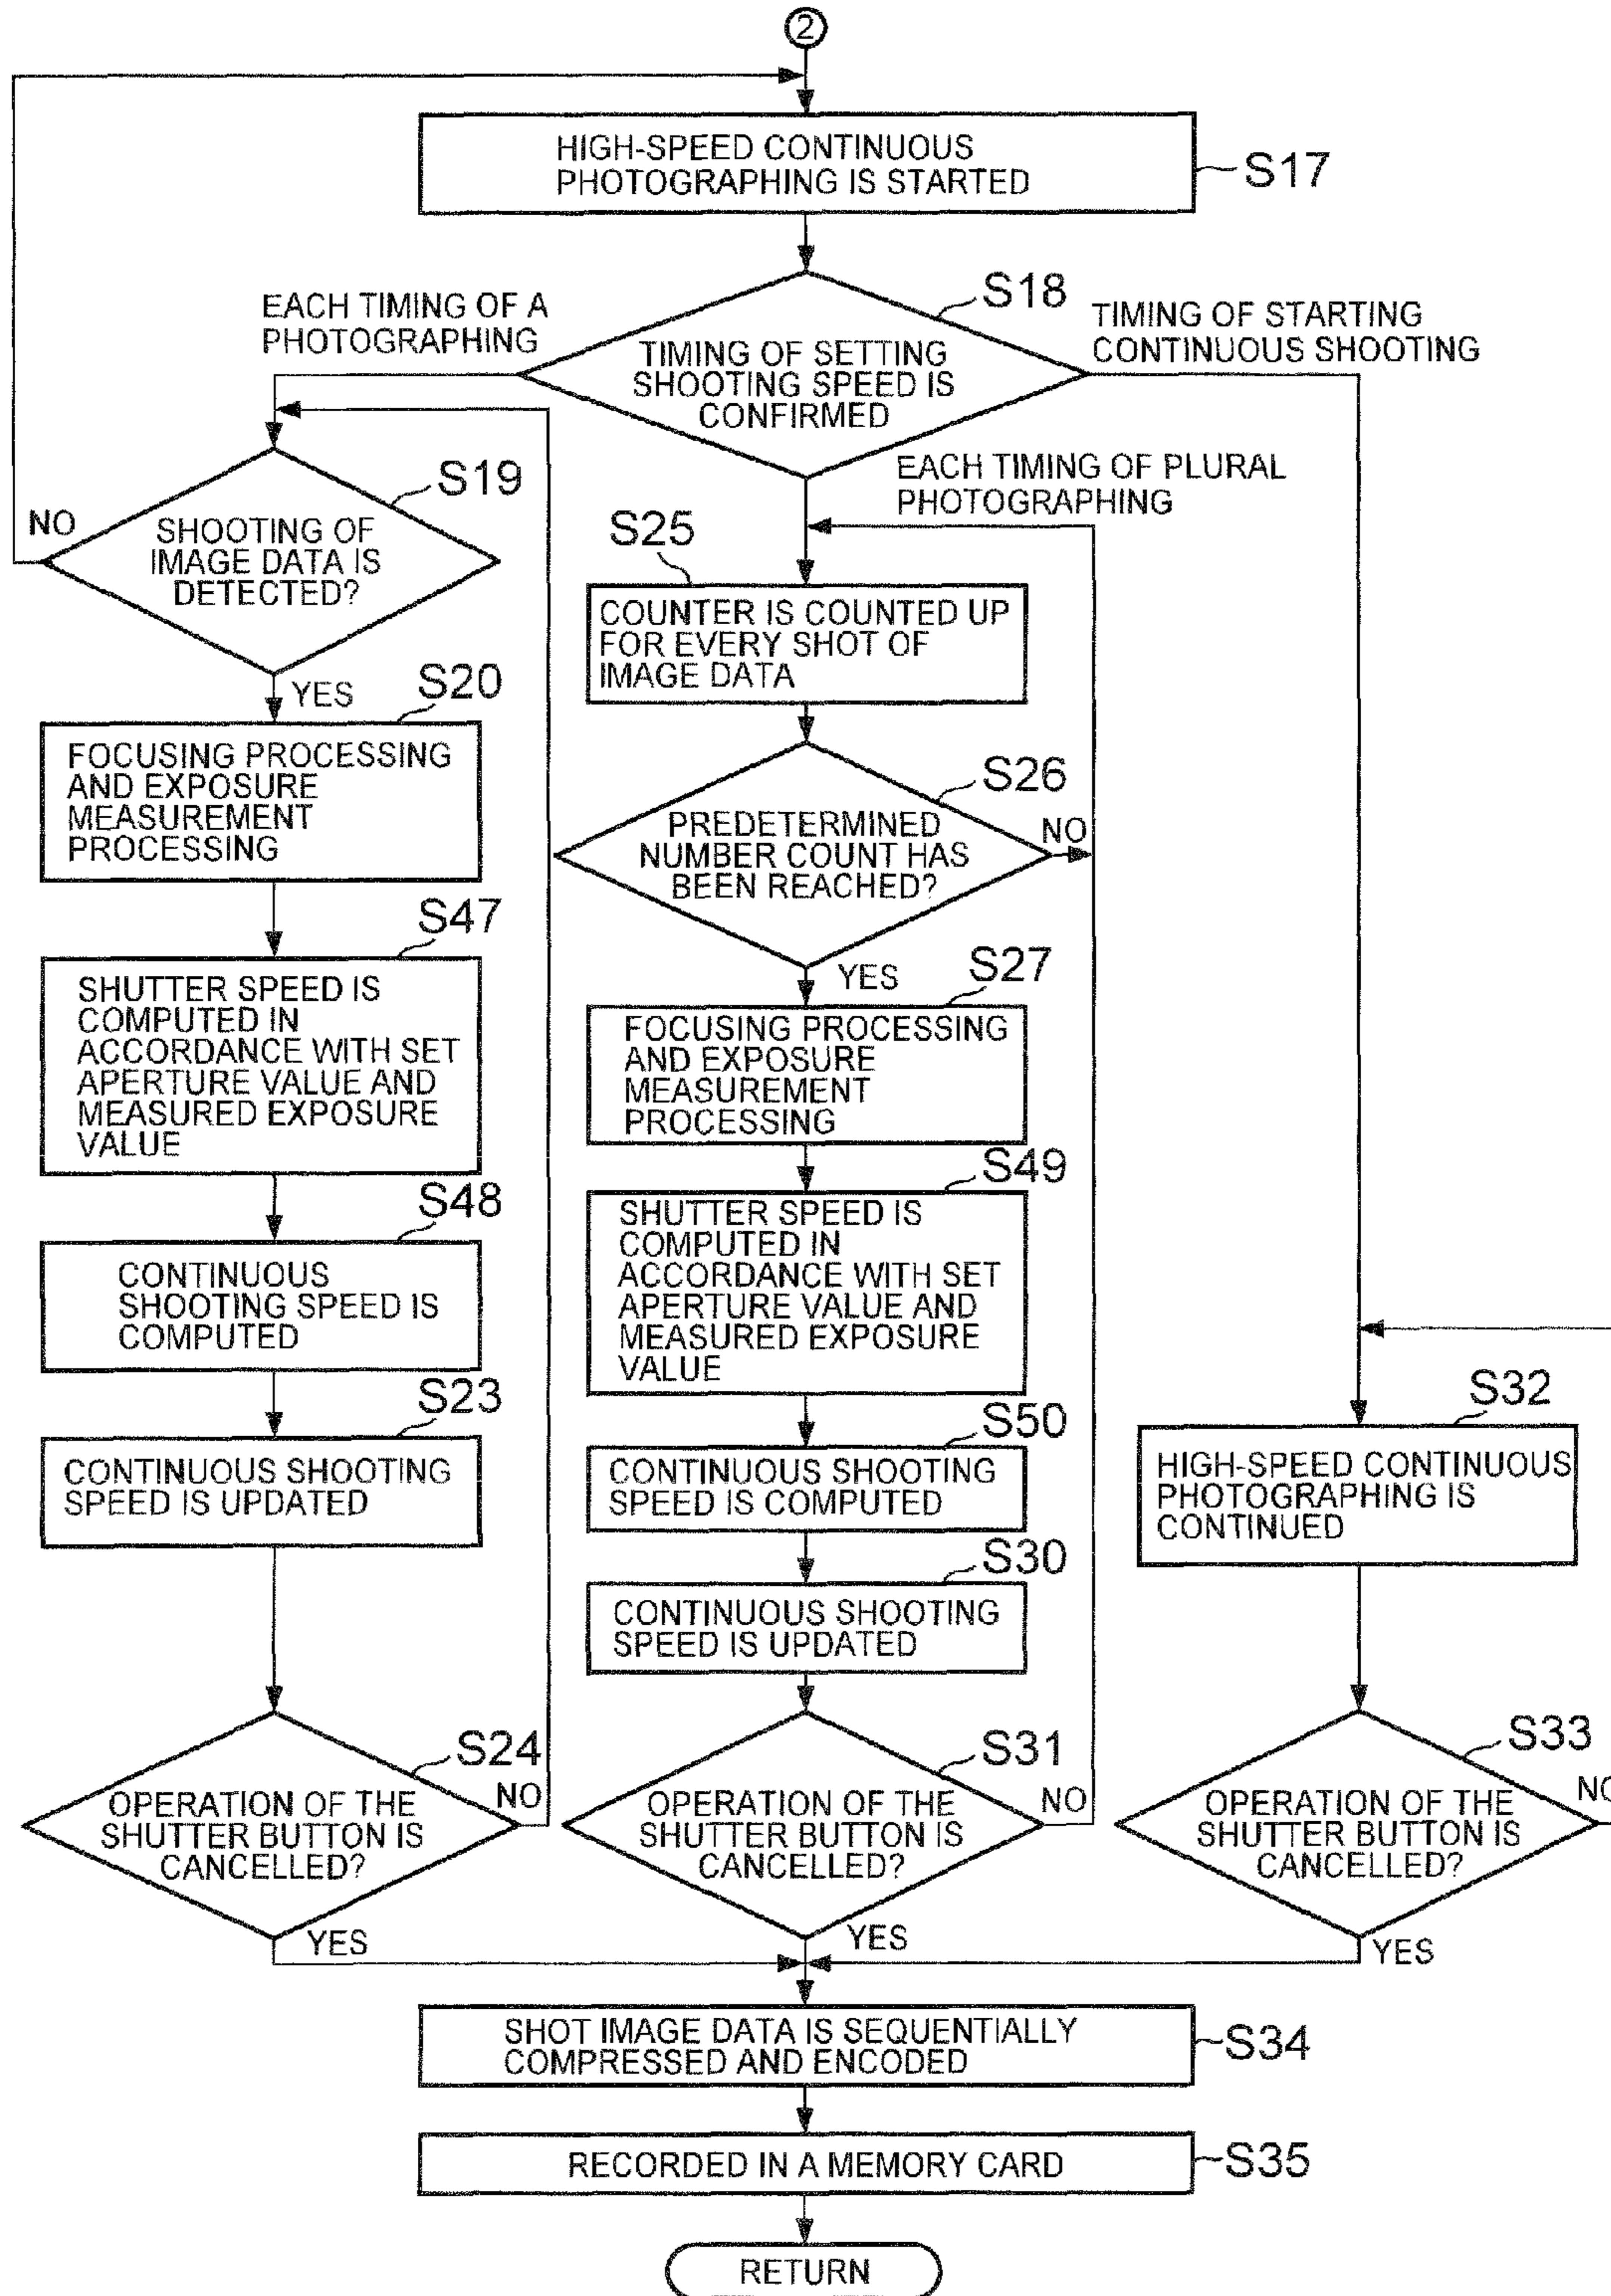 2
HIGH-SPEED CONTINUOUS
PHOTOGRAPHING IS STARTED
S17
S18
EACH TIMING OF A
PHOTOGRAPHING
TIMING OF STARTING
CONTINUOUS SHOOTING
TIMING OF SETTING
SHOOTING SPEED IS
CONFIRMED
EACH TIMING OF PLURAL
PHOTOGRAPHING
S19
NO
SHOOTING OF
IMAGE DATA IS
DETECTED?
YES
S20
FOCUSING PROCESSING
AND EXPOSURE
MEASUREMENT
PROCESSING
S47
SHUTTER SPEED IS
COMPUTED IN
ACCORDANCE WITH SET
APERTURE VALUE AND
MEASURED EXPOSURE
VALUE
S48
CONTINUOUS
SHOOTING SPEED IS
COMPUTED
S23
CONTINUOUS SHOOTING
SPEED IS UPDATED
S24
OPERATION OF THE
SHUTTER BUTTON IS
CANCELLED?
NO
YES
S25
COUNTER IS COUNTED UP
FOR EVERY SHOT OF
IMAGE DATA
S26
PREDETERMINED
NUMBER COUNT HAS
BEEN REACHED?
NO
YES
S27
FOCUSING PROCESSING
AND EXPOSURE
MEASUREMENT
PROCESSING
S49
SHUTTER SPEED IS
COMPUTED IN
ACCORDANCE WITH SET
APERTURE VALUE AND
MEASURED EXPOSURE
VALUE
S50
CONTINUOUS SHOOTING
SPEED IS COMPUTED
S30
CONTINUOUS SHOOTING
SPEED IS UPDATED
S31
OPERATION OF THE
SHUTTER BUTTON IS
CANCELLED?
NO
YES
S32
HIGH-SPEED CONTINUOUS
PHOTOGRAPHING IS
CONTINUED
S33
OPERATION OF THE
SHUTTER BUTTON IS
CANCELLED?
NO
YES
SHOT IMAGE DATA IS SEQUENTIALLY
COMPRESSED AND ENCODED
S34
RECORDED IN A MEMORY CARD
S35
RETURN